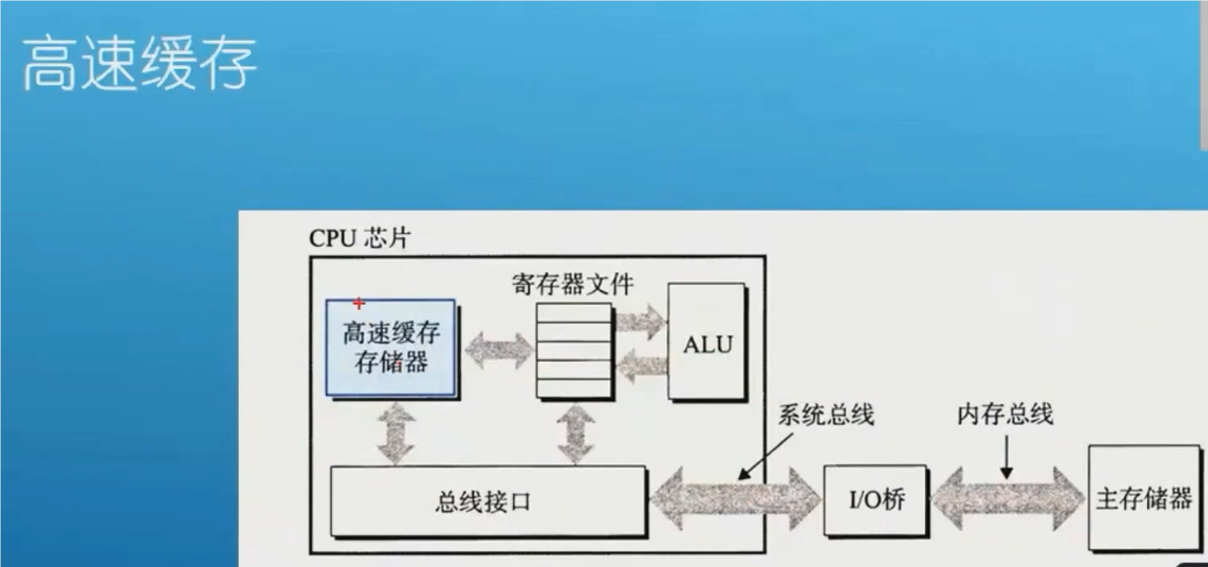 高速缓存
CPU 芯片
寄存器文件
高速缓存
存储器
ALU
系统总线
内存总线
总线接口
I/O桥
主存储器